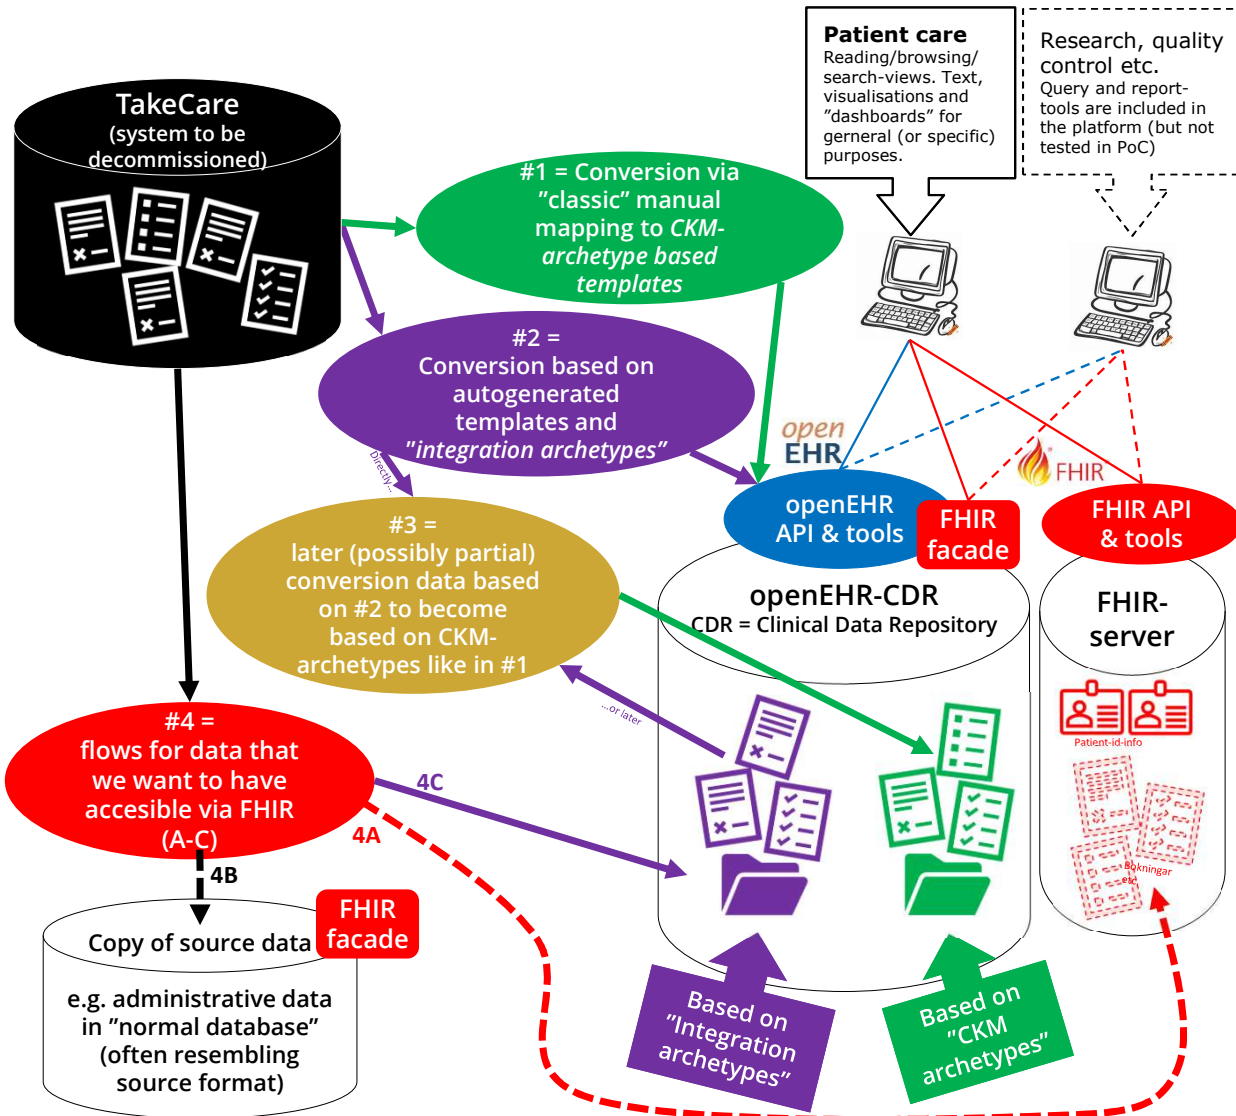 TakeCare
(system to be
decommissioned)
Patient care
Reading/browsing/
search-views. Text,
visualisations and
”dashboards” for
gerneral (or specific)
purposes.
Research, quality
control etc.
Query and report-
tools are included in
the platform (but not
tested in PoC)
#1 = Conversion via
”classic” manual
mapping to CKM-
archetype based
templates
#2 =
Conversion based on
autogenerated
templates and
"integration archetypes”
Directly...
open
EHR
FHIR
openEHR
API & tools
FHIR
facade
FHIR API
& tools
#3 =
later (possibly partial)
conversion data based
on #2 to become
based on CKM-
archetypes like in #1
...or later
openEHR-CDR
CDR = Clinical Data Repository
FHIR-
server
Patient-id-info
Bokningar
etc
#4 =
flows for data that
we want to have
accesible via FHIR
(A-C)
4C
4A
4B
FHIR
facade
Copy of source data
e.g. administrative data
in ”normal database”
(often resembling
source format)
Based on
”Integration
archetypes”
Based on
”CKM
archetypes”